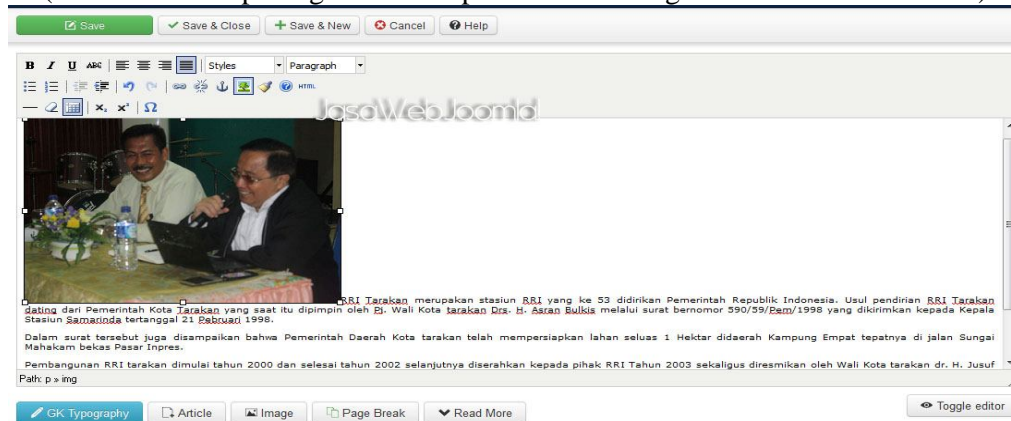 Save Save & Close Save & New Cancel Help
B I U ABC Styles Paragraph
HTML
JasaWebJoomla
RRI Tarakan merupakan stasiun RRI yang ke 53 didirikan Pemerintah Republik Indonesia. Usul pendirian RRI Tarakan
dating dari Pemerintah Kota Tarakan yang saat itu dipimpin oleh Pj. Wali Kota tarakan Drs. H. Asran Bulkis melalui surat bernomor 590/59/Pem/1998 yang dikirimkan kepada Kepala
Stasiun Samarinda tertanggal 21 Pebruari 1998.
Dalam surat tersebut juga disampaikan bahwa Pemerintah Daerah Kota tarakan telah mempersiapkan lahan seluas 1 Hektar didaerah Kampung Empat tepatnya di jalan Sungai
Mahakam bekas Pasar Inpres.
Pembangunan RRI tarakan dimulai tahun 2000 dan selesai tahun 2002 selanjutnya diserahkan kepada pihak RRI Tahun 2003 sekaligus diresmikan oleh Wali Kota tarakan dr. H. Jusuf
Path: p » img
GK Typography Article Image Page Break Read More Toggle editor